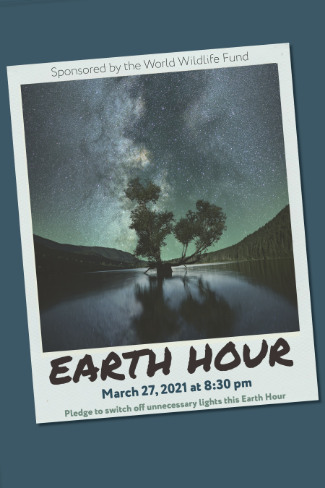 Sponsored by the World Wildlife Fund
EARTH HOUR
March 27, 2021 at 8:30 pm
Pledge to switch off unnecessary lights this Earth Hour